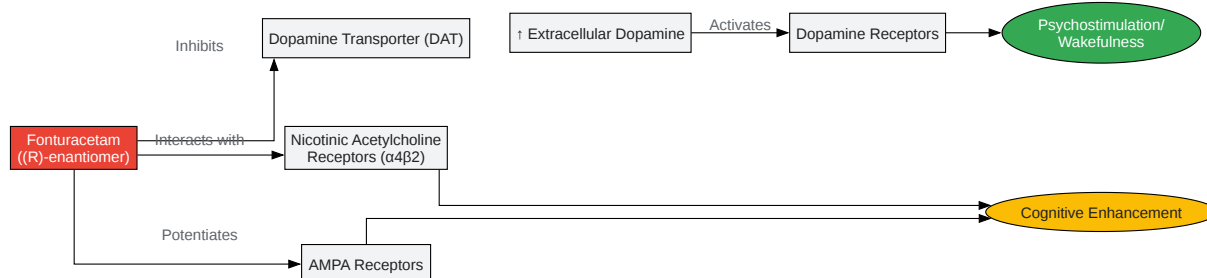 Inhibits
Dopamine Transporter (DAT)
↑ Extracellular Dopamine
Activates
Dopamine Receptors
Psychostimulation/
Wakefulness
Fonturacetam
((R)-enantiomer)
Interacts with
Nicotinic Acetylcholine
Receptors (α4β2)
Cognitive Enhancement
Potentiates
AMPA Receptors